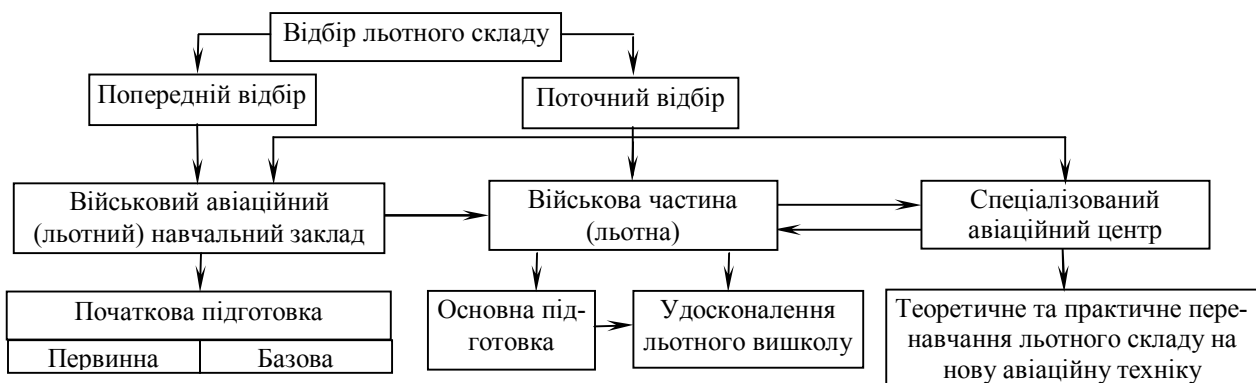 Відбір льотного складу
Попередній відбір
Поточний відбір
Військовий авіаційний
(льотний) навчальний заклад
Військова частина
(льотна)
Спеціалізований
авіаційний центр
Початкова підготовка
Первинна
Базова
Основна під-
готовка
Удосконалення
льотного вишколу
Теоретичне та практичне пере-
навчання льотного складу на
нову авіаційну техніку